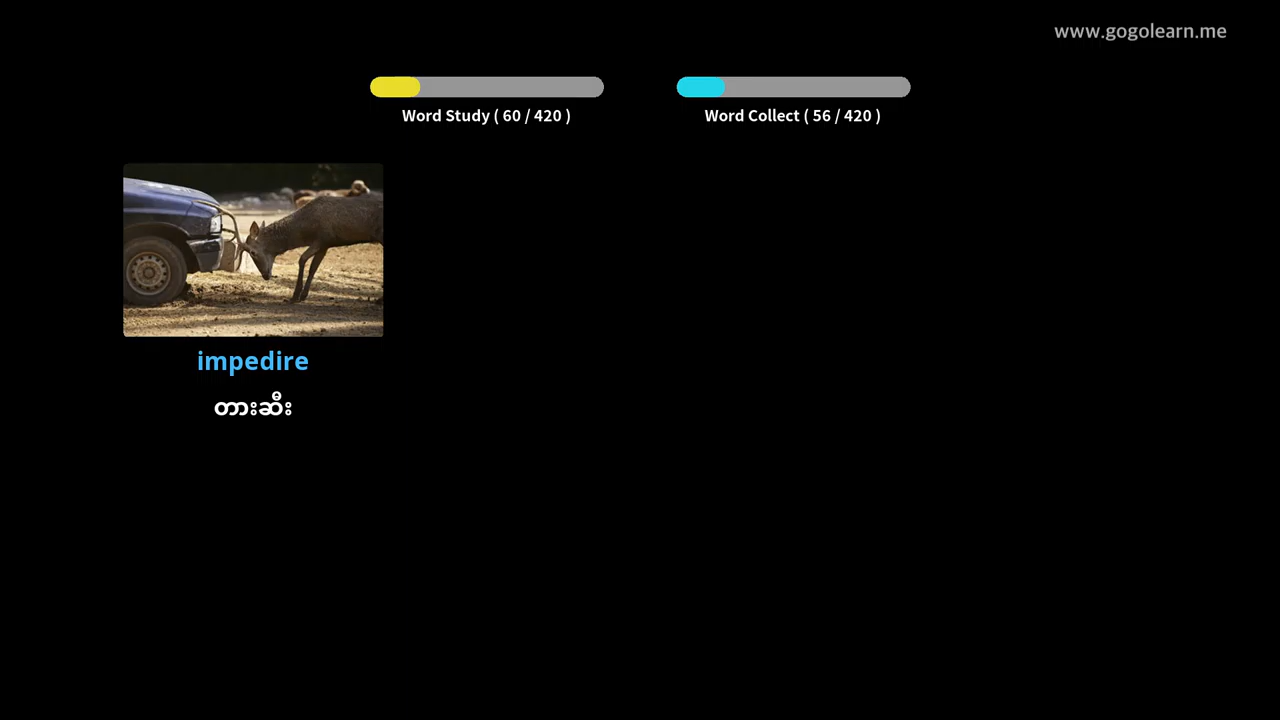 www.gogolearn.me
Word Study ( 60 / 420 )
Word Collect ( 56 / 420 )
impedire
တားဆီး